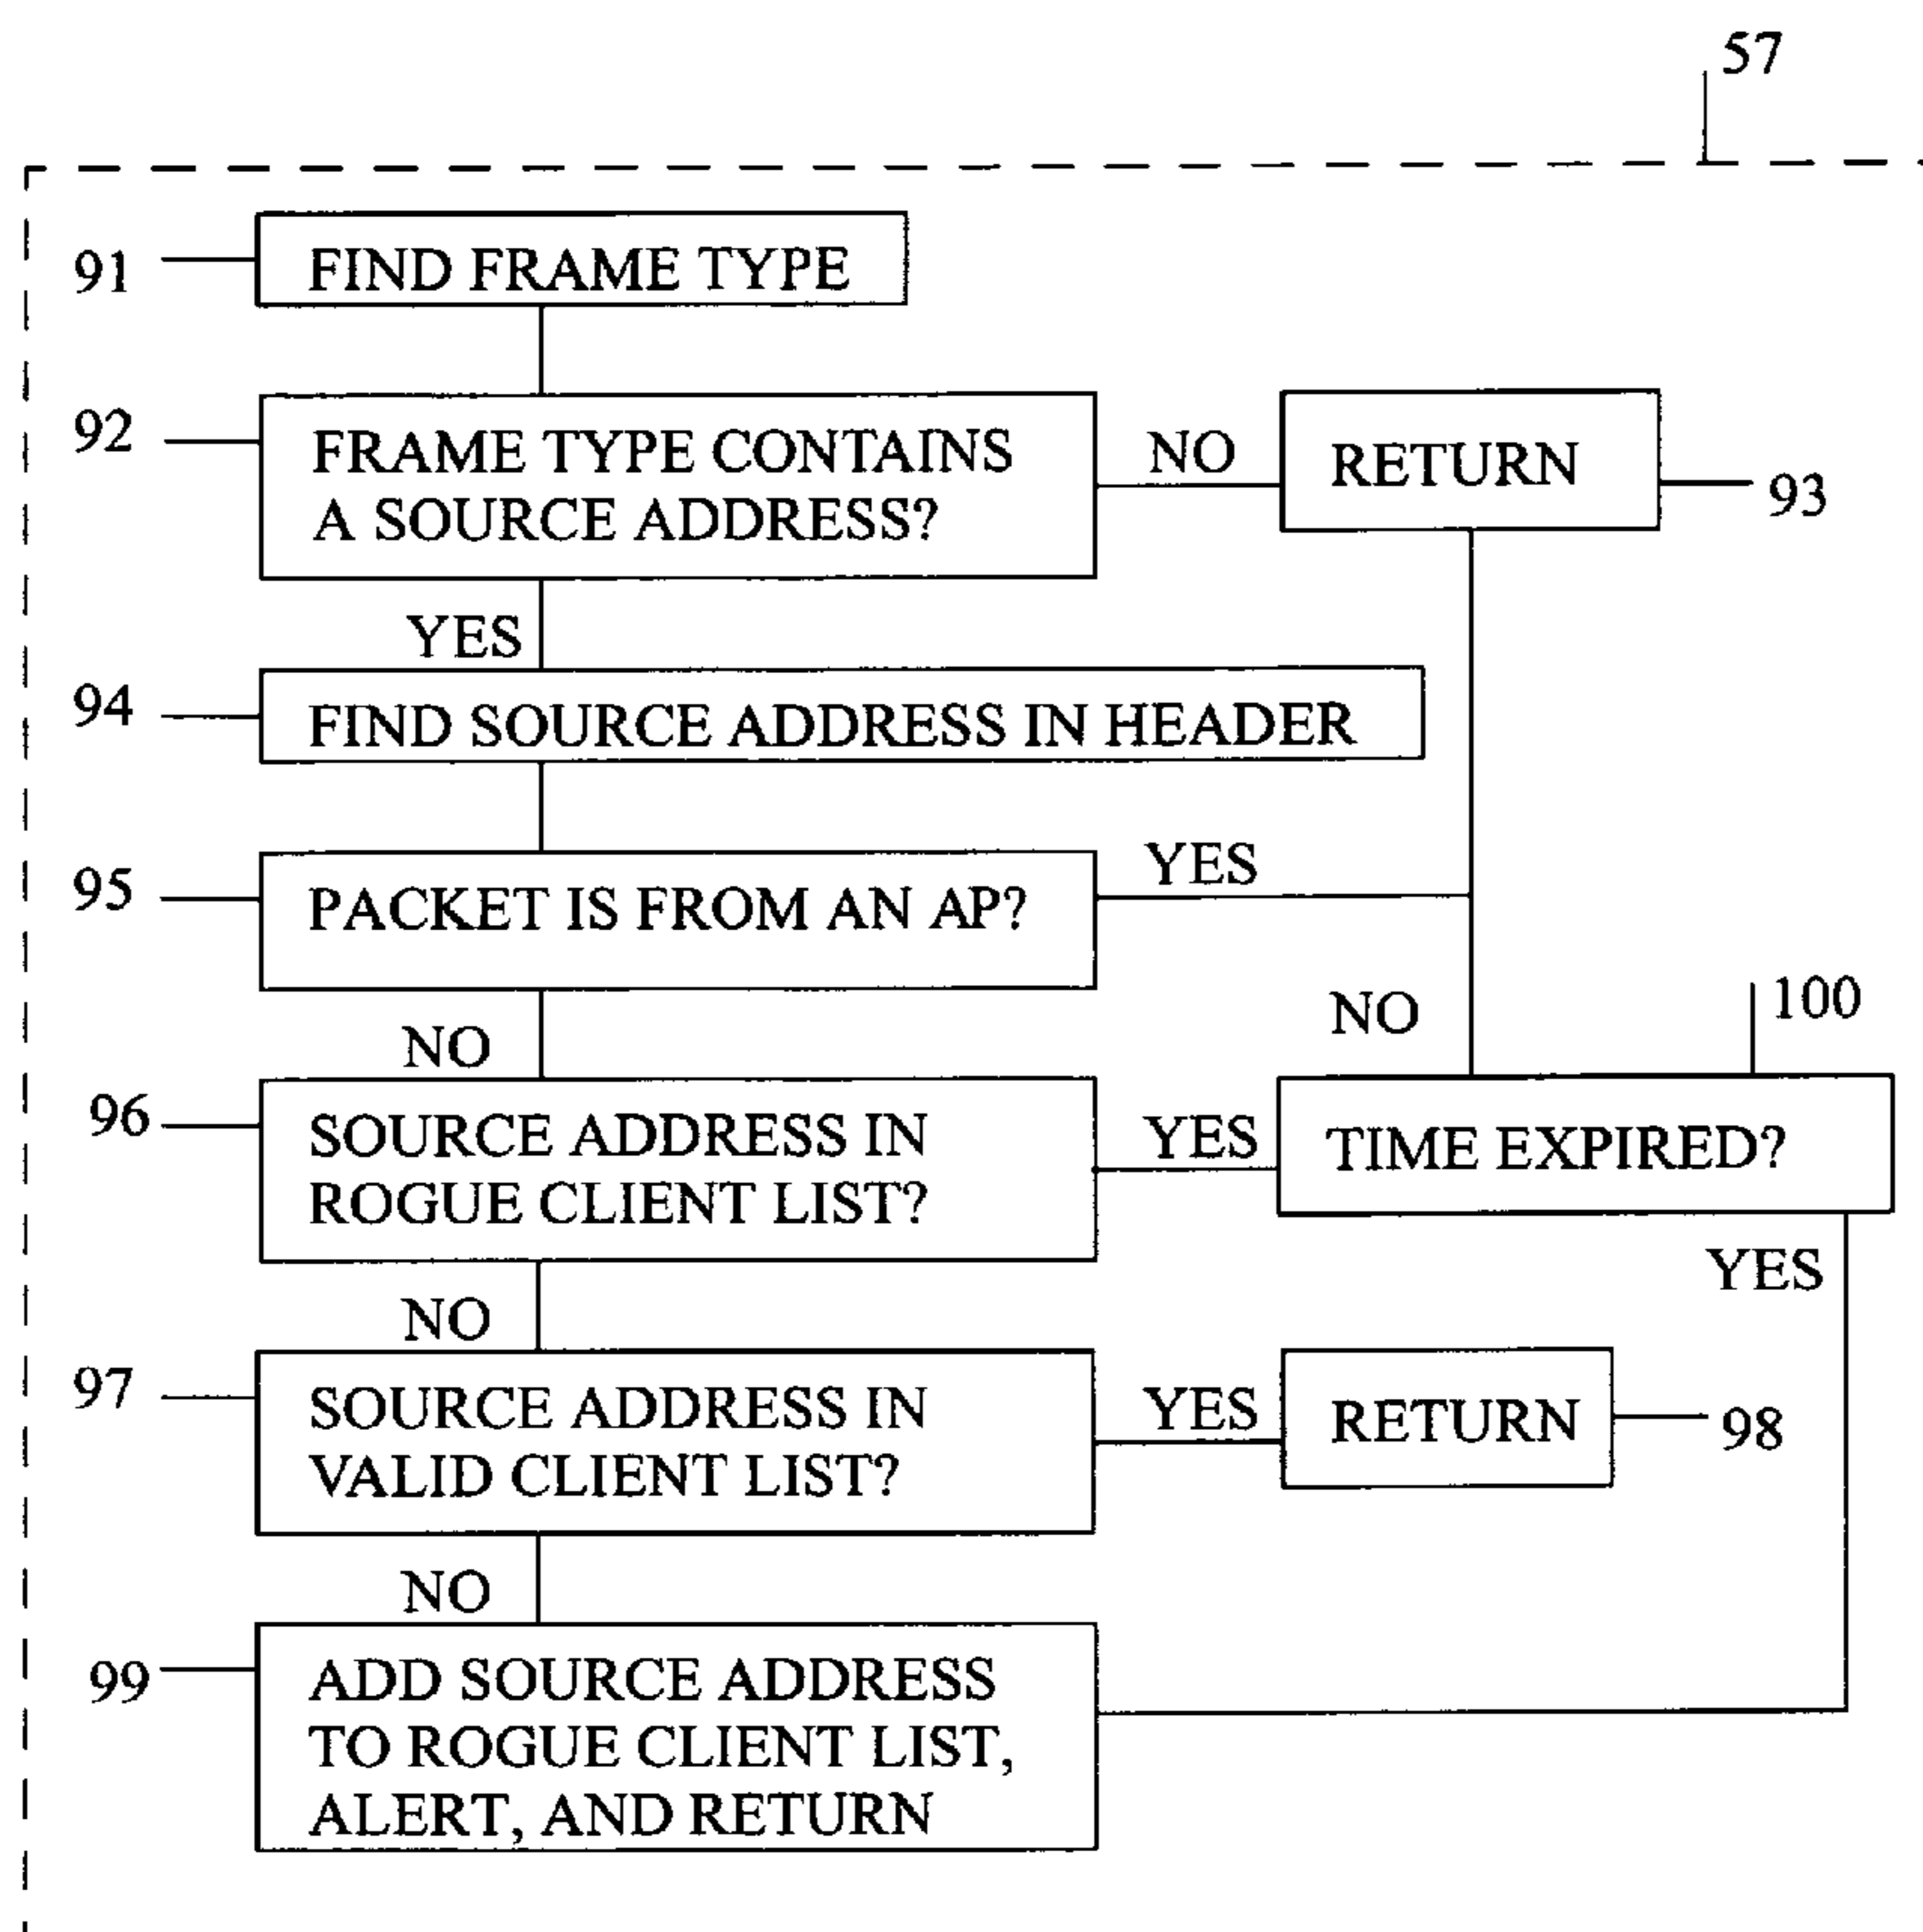 57
91
FIND FRAME TYPE
92
FRAME TYPE CONTAINS
A SOURCE ADDRESS?
NO
RETURN
93
YES
94
FIND SOURCE ADDRESS IN HEADER
95
PACKET IS FROM AN AP?
YES
NO
NO
100
96
SOURCE ADDRESS IN
ROGUE CLIENT LIST?
YES
TIME EXPIRED?
YES
NO
97
SOURCE ADDRESS IN
VALID CLIENT LIST?
YES
RETURN
98
NO
99
ADD SOURCE ADDRESS
TO ROGUE CLIENT LIST,
ALERT, AND RETURN